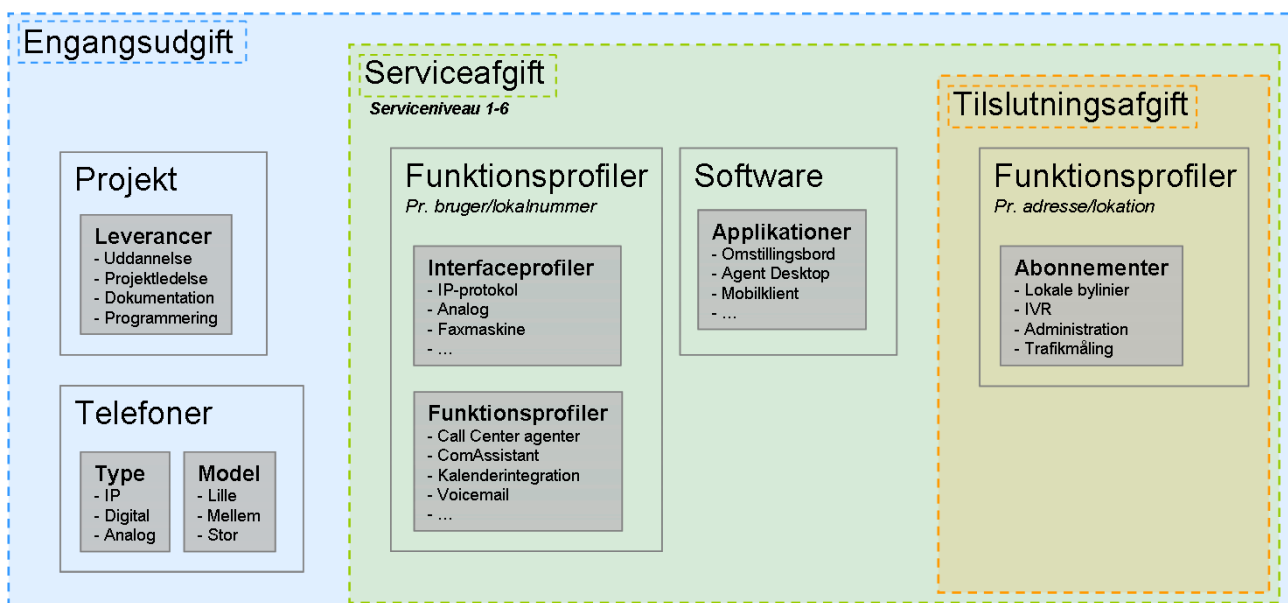 Engangsudgift
Projekt
Leverancer
- Uddannelse
- Projektledelse
- Dokumentation
- Programmering
Telefoner
Type
- IP
- Digital
- Analog
Model
- Lille
- Mellem
- Stor
Serviceafgift
Serviceniveau 1-6
Funktionsprofiler
Pr. bruger/lokalnummer
Interfaceprofiler
- IP-protokol
- Analog
- Faxmaskine
- ...
Funktionsprofiler
- Call Center agenter
- ComAssistant
- Kalenderintegration
- Voicemail
- ...
Software
Applikationer
- Omstillingsbord
- Agent Desktop
- Mobilklient
- ...
Tilslutningsafgift
Funktionsprofiler
Pr. adresse/lokation
Abonnementer
- Lokale bylinier
- IVR
- Administration
- Trafikmåling